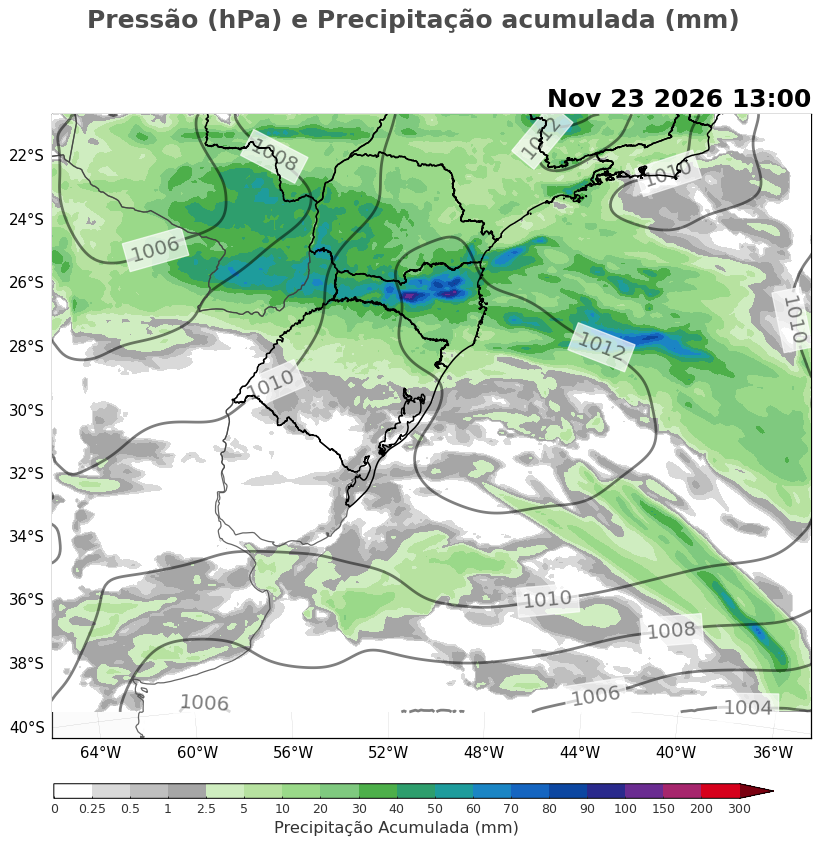 Pressão (hPa) e Precipitação acumulada (mm)
Nov 23 2026 13:00
1012
1008
22°S
1010
24°S
1006
26°S
1010
28°S
1012
1010
30°S
32°S
34°S
36°S
1010
1008
38°S
1006
1006
1004
40°S
64°W 60°W 56°W 52°W 48°W 44°W 40°W 36°W
0 0.25 0.5 1 2.5 5 10 20 30 40 50 60 70 80 90 100 150 200 300
Precipitação Acumulada (mm)